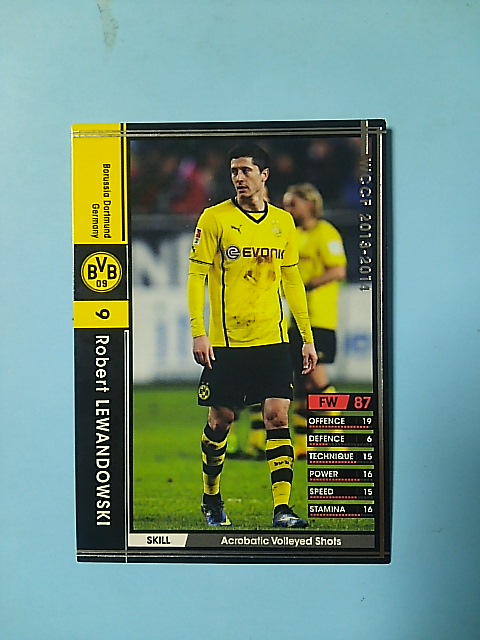 Borussia Dortmund
Germany
BVB
09
9
Robert LEWANDOWSKI
WCCF 2013-2014
EVONIK
FW 87
OFFENCE 19
DEFENCE 6
TECHNIQUE 15
POWER 16
SPEED 15
STAMINA 16
SKILL Acrobatic Volleyed Shots